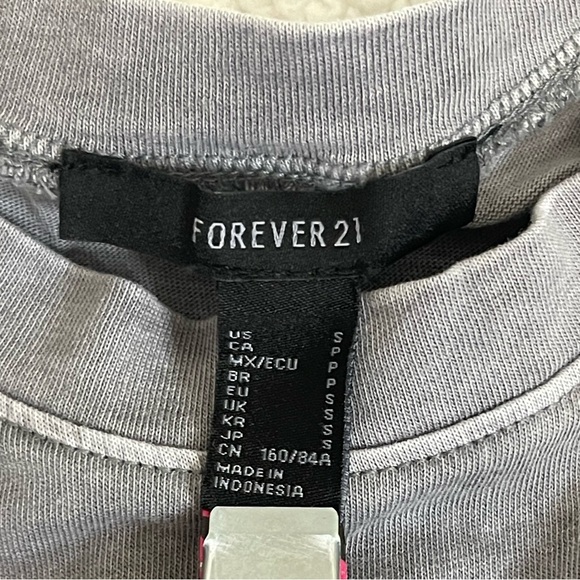 FOREVER 21
US S
CA P
MX/ECU P
BR P
EU S
UK S
KR S
JP S
CN 160/84A
MADE IN
INDONESIA